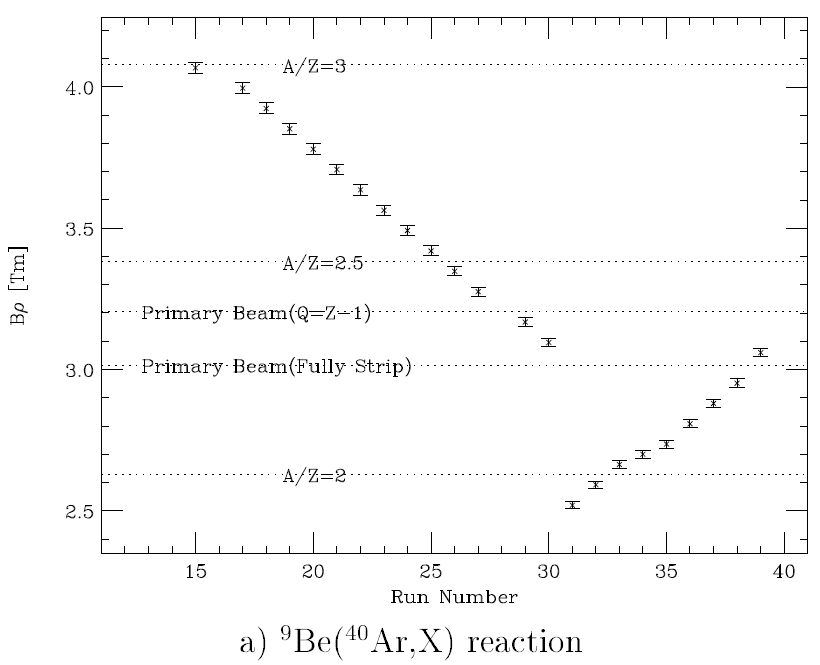 A/Z=3
4.0
3.5
A/Z=2.5
Bρ [Tm]
Primary Beam(Q=Z−1)
Primary Beam(Fully Strip)
3.0
A/Z=2
2.5
15 20 25 30 35 40
Run Number
a) ⁹Be(⁴⁰Ar,X) reaction